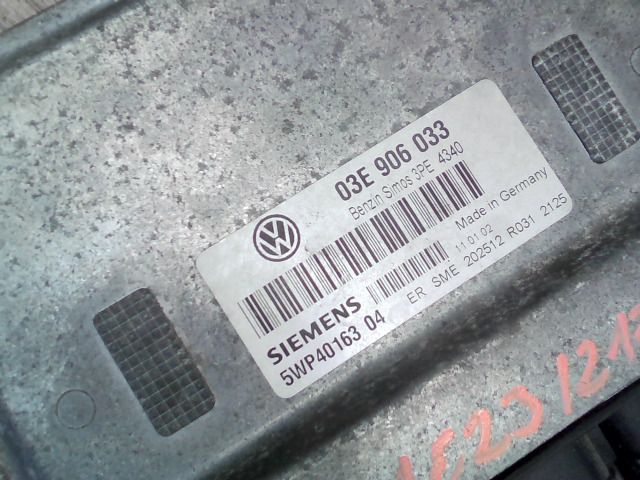 03E 906 033
Benzin Simos 3PE 4340
VW
Made in Germany
SIEMENS 11.01.02
5WP40163 04 ER SME 202512 R031 2125